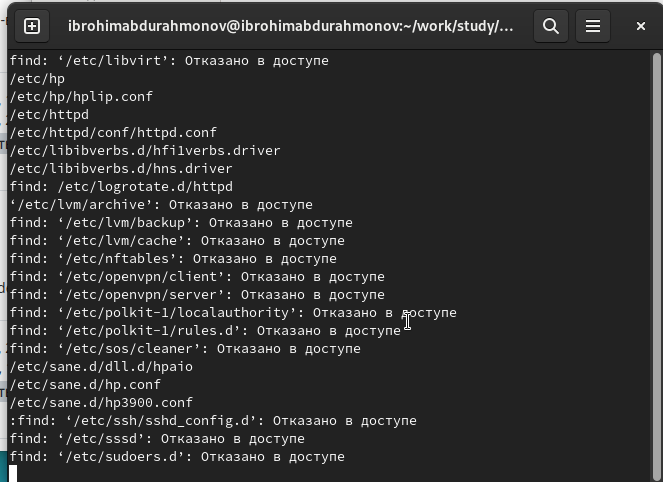 ibrohimabdurahmonov@ibrohimabdurahmonov:~/work/study/...
find: ‘/etc/libvirt’: Отказано в доступе
/etc/hp
/etc/hp/hplip.conf
/etc/httpd
/etc/httpd/conf/httpd.conf
/etc/libibverbs.d/hfi1verbs.driver
/etc/libibverbs.d/hns.driver
find: /etc/logrotate.d/httpd
‘/etc/lvm/archive’: Отказано в доступе
find: ‘/etc/lvm/backup’: Отказано в доступе
find: ‘/etc/lvm/cache’: Отказано в доступе
find: ‘/etc/nftables’: Отказано в доступе
find: ‘/etc/openvpn/client’: Отказано в доступе
find: ‘/etc/openvpn/server’: Отказано в доступе
find: ‘/etc/polkit-1/localauthority’: Отказано в доступе
find: ‘/etc/polkit-1/rules.d’: Отказано в доступе
find: ‘/etc/sos/cleaner’: Отказано в доступе
/etc/sane.d/dll.d/hpaio
/etc/sane.d/hp.conf
/etc/sane.d/hp3900.conf
:find: ‘/etc/ssh/sshd_config.d’: Отказано в доступе
find: ‘/etc/sssd’: Отказано в доступе
find: ‘/etc/sudoers.d’: Отказано в доступе